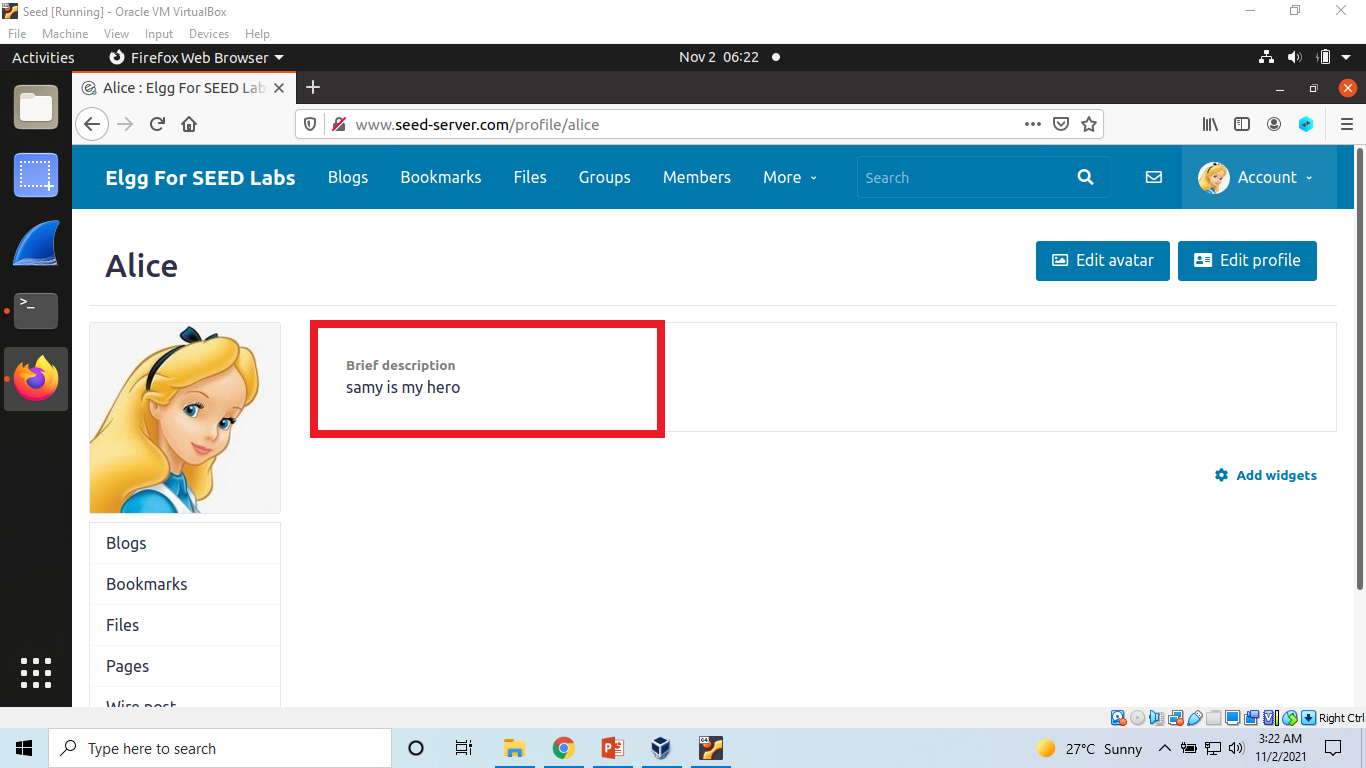 Seed [Running] - Oracle VM VirtualBox
File Machine View Input Devices Help
Activities Firefox Web Browser Nov 2 06:22
Alice : Elgg For SEED Lab
www.seed-server.com/profile/alice
Elgg For SEED Labs Blogs Bookmarks Files Groups Members More Search Account
Alice Edit avatar Edit profile
Brief description
samy is my hero
Add widgets
Blogs
Bookmarks
Files
Pages
Wire post
Right Ctrl
Type here to search 27°C Sunny 3:22 AM
11/2/2021